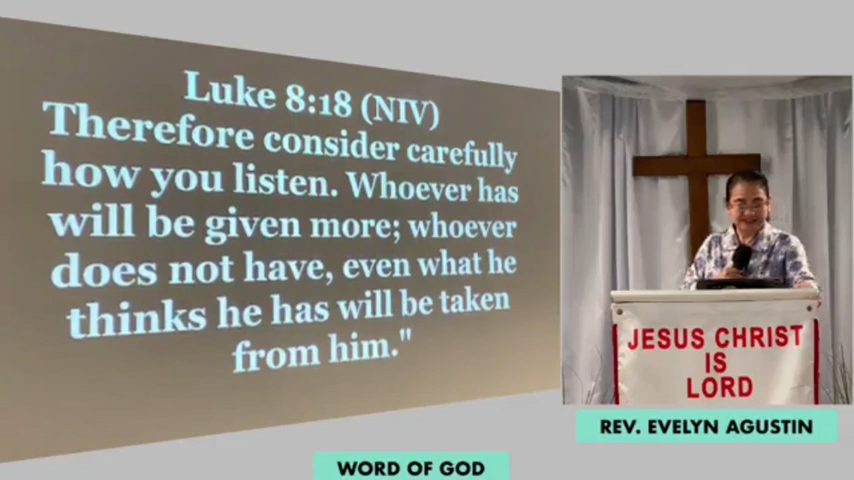 Luke 8:18 (NIV)
Therefore consider carefully
how you listen. Whoever has
will be given more; whoever
does not have, even what he
thinks he has will be taken
from him."
JESUS CHRIST
IS
LORD
REV. EVELYN AGUSTIN
WORD OF GOD